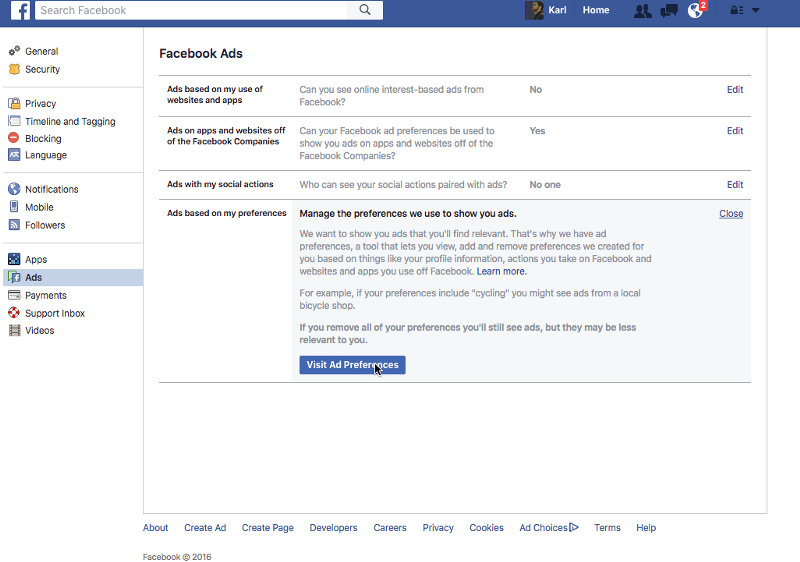 f
Search Facebook
Karl
Home
2
General
Security
Privacy
Timeline and Tagging
Blocking
Language
Notifications
Mobile
Followers
Apps
Ads
Payments
Support Inbox
Videos
Facebook Ads
Ads based on my use of
websites and apps
Can you see online interest-based ads from
Facebook?
No
Edit
Ads on apps and websites off
of the Facebook Companies
Can your Facebook ad preferences be used to
show you ads on apps and websites off of the
Facebook Companies?
Yes
Edit
Ads with my social actions
Who can see your social actions paired with ads?
No one
Edit
Ads based on my preferences
Manage the preferences we use to show you ads.
Close
We want to show you ads that you'll find relevant. That's why we have ad
preferences, a tool that lets you view, add and remove preferences we created for
you based on things like your profile information, actions you take on Facebook and
websites and apps you use off Facebook. Learn more.
For example, if your preferences include "cycling" you might see ads from a local
bicycle shop.
If you remove all of your preferences you'll still see ads, but they may be less
relevant to you.
Visit Ad Preferences
About Create Ad Create Page Developers Careers Privacy Cookies Ad Choices Terms Help
Facebook © 2016